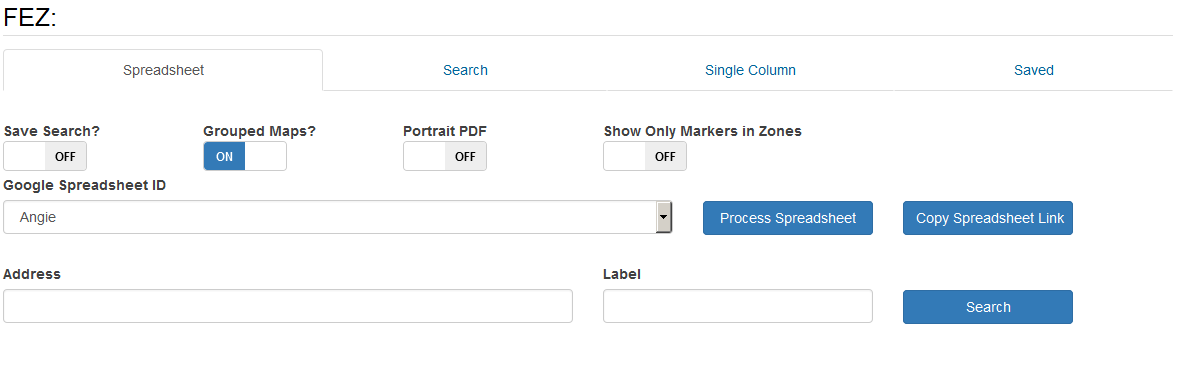 FEZ:
Spreadsheet Search Single Column Saved
Save Search? Grouped Maps? Portrait PDF Show Only Markers in Zones
OFF ON OFF OFF
Google Spreadsheet ID
Angie Process Spreadsheet Copy Spreadsheet Link
Address Label
Search